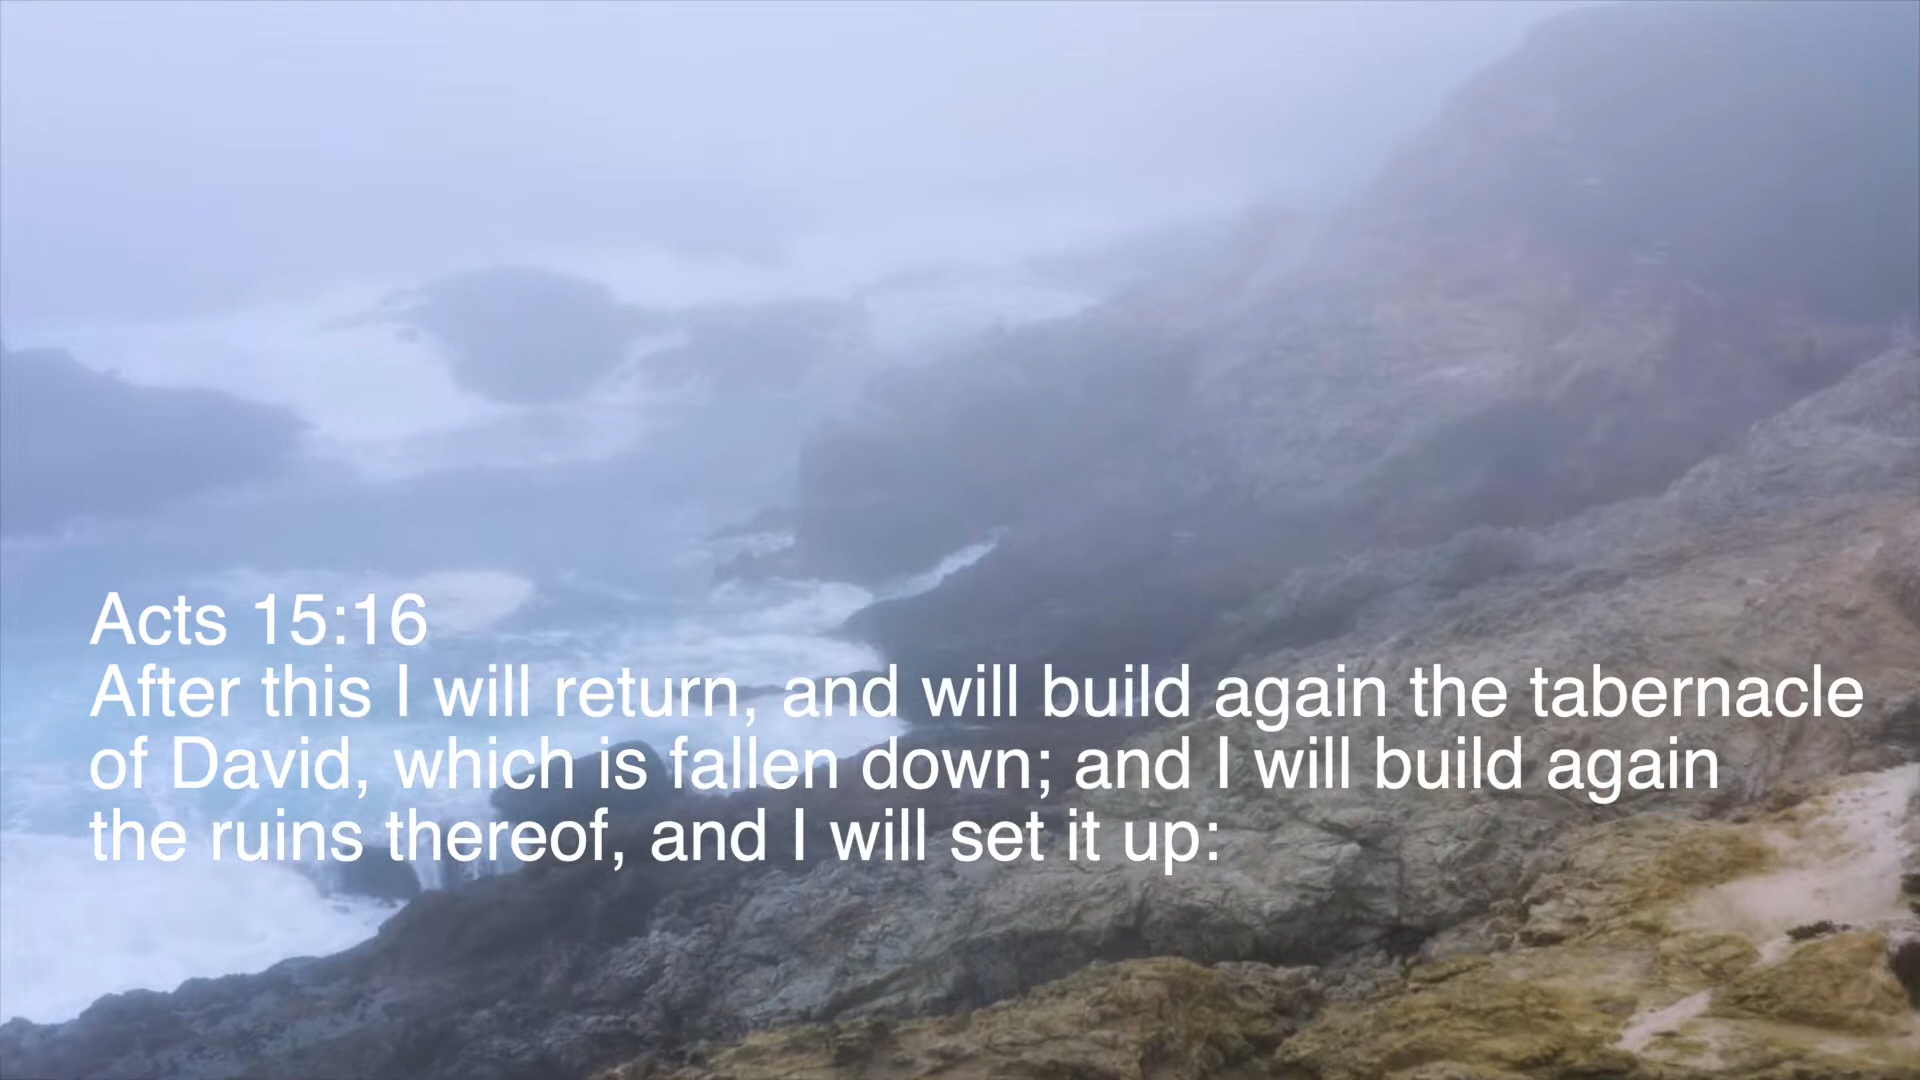 Acts 15:16
After this I will return, and will build again the tabernacle
of David, which is fallen down; and I will build again
the ruins thereof, and I will set it up: